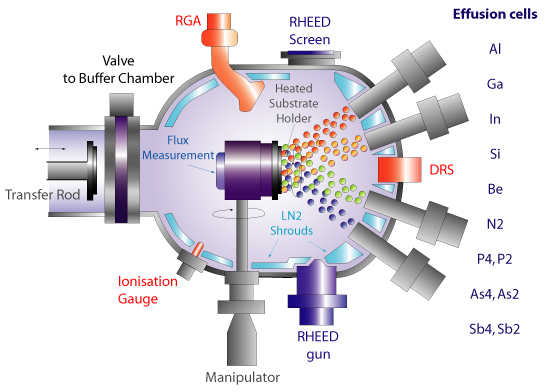 Effusion cells
RGA
RHEED
Screen
Al
Valve
to Buffer Chamber
Ga
Heated
Substrate
Holder
In
Flux
Measurement
Si
DRS
Transfer Rod
Be
LN2
Shrouds
N2
P4, P2
Ionisation
Gauge
As4, As2
RHEED
gun
Sb4, Sb2
Manipulator